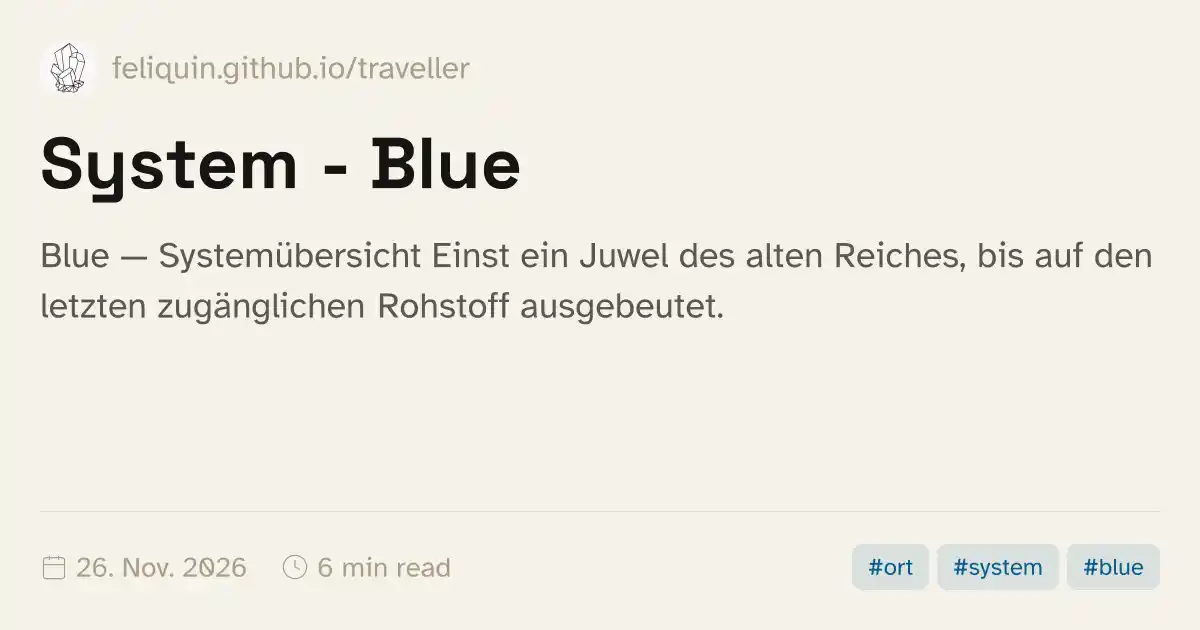 feliquin.github.io/traveller
System - Blue
Blue — Systemübersicht Einst ein Juwel des alten Reiches, bis auf den
letzten zugänglichen Rohstoff ausgebeutet.
26. Nov. 2026
6 min read
#ort
#system
#blue